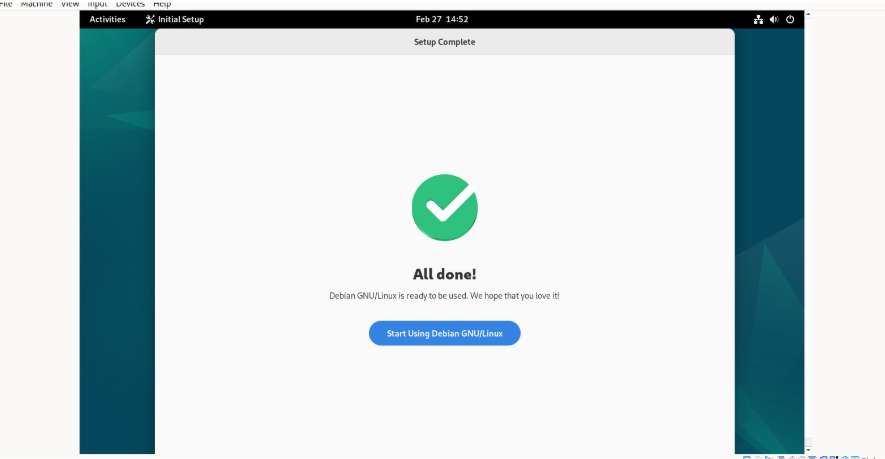 File Machine View Input Devices Help
Activities Initial Setup Feb 27 14:52
Setup Complete
All done!
Debian GNU/Linux is ready to be used. We hope that you love it!
Start Using Debian GNU/Linux